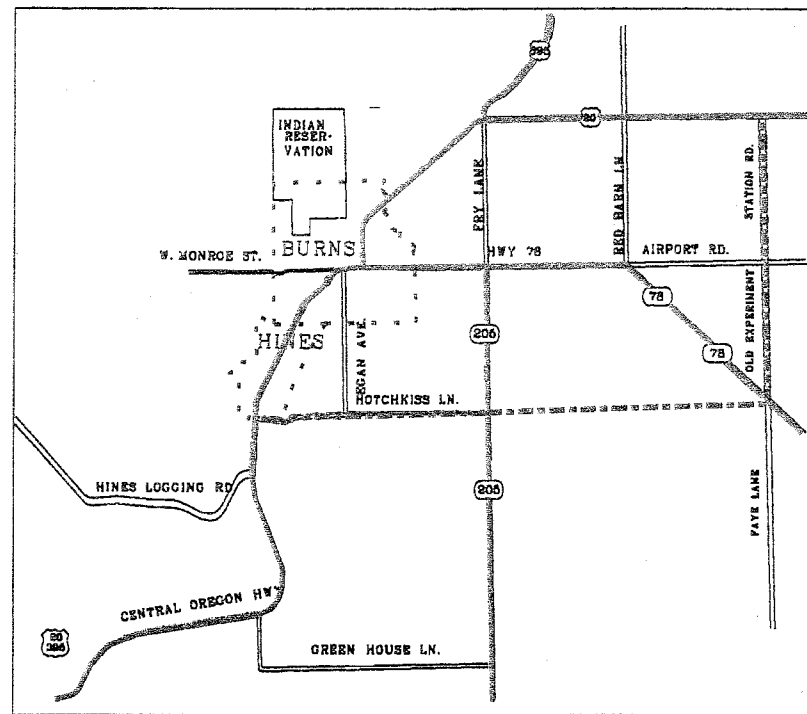 395
20
INDIAN
RESER-
VATION
FRY LANE
RED BARN LN
STATION RD.
BURNS
W. MONROE ST.
HWY 78
AIRPORT RD.
78
HINES
EGAN AVE.
205
OLD EXPERIMENT
78
HOTCHKISS LN.
HINES LOGGING RD
205
FAYE LANE
CENTRAL OREGON HWY
20
395
GREEN HOUSE LN.